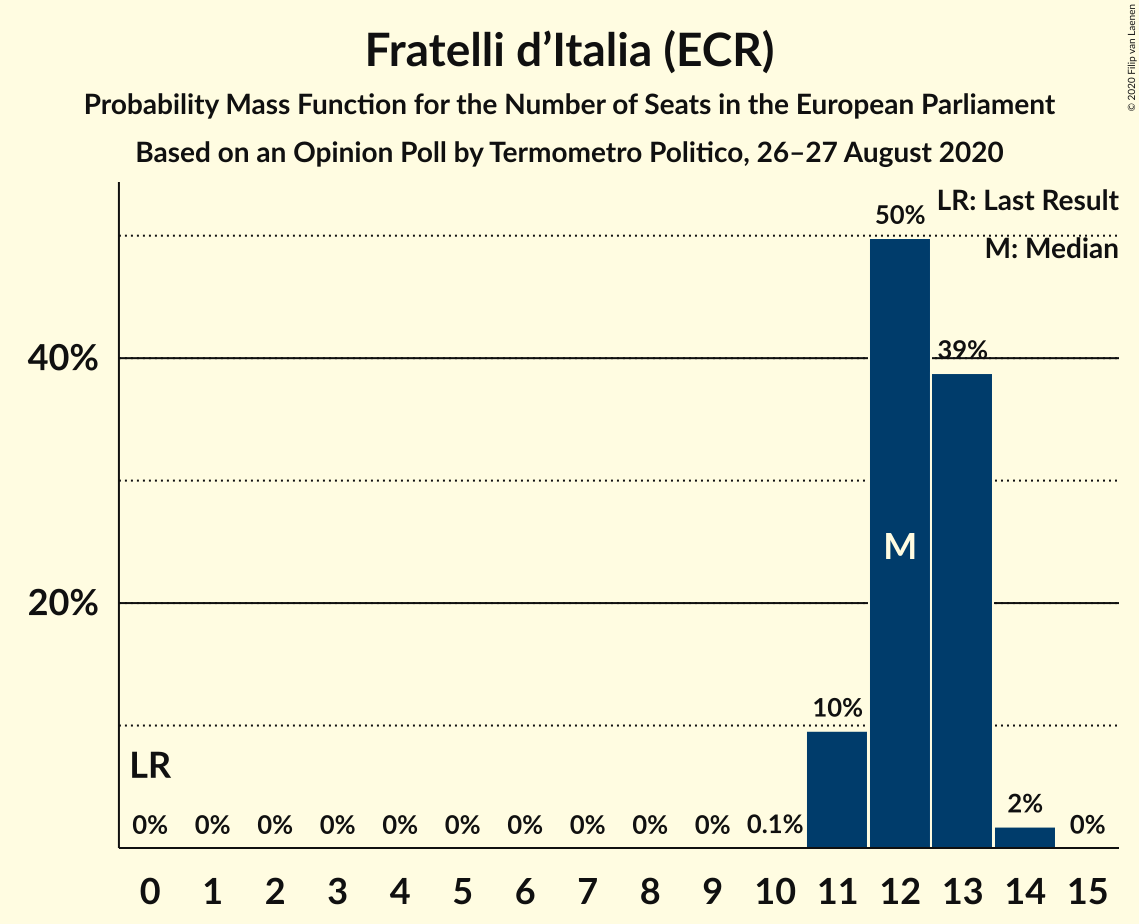 Fratelli d’Italia (ECR)
Probability Mass Function for the Number of Seats in the European Parliament
Based on an Opinion Poll by Termometro Politico, 26–27 August 2020
© 2020 Filip van Laenen
LR: Last Result
M: Median
50%
39%
40%
M
20%
10%
LR
2%
0% 0% 0% 0% 0% 0% 0% 0% 0% 0% 0.1% 0%
0 1 2 3 4 5 6 7 8 9 10 11 12 13 14 15